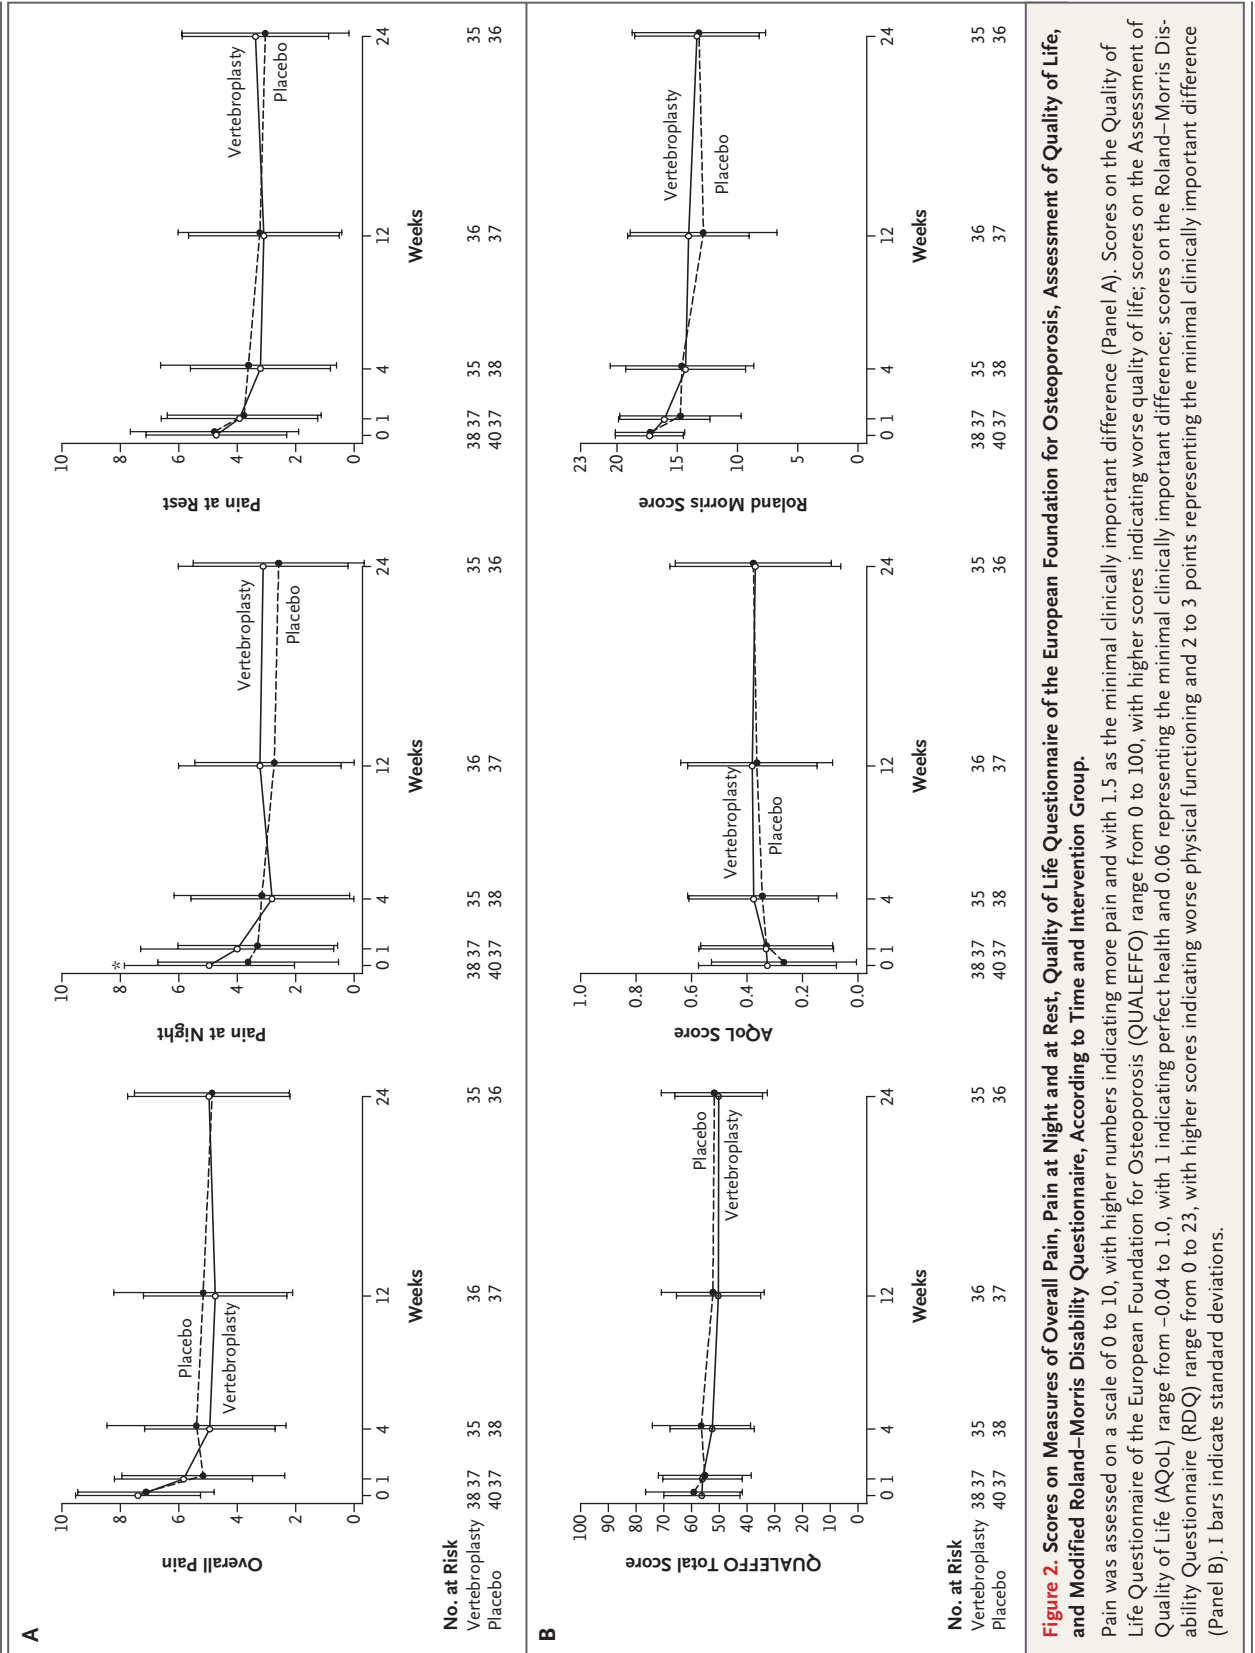 A
Overall Pain
10
8
6
4
2
0
0 1 4 12 24
Weeks
Placebo
Vertebroplasty
No. at Risk
Vertebroplasty 38 37 35 36 35
Placebo 40 37 38 37 36
Pain at Night
10
8
6
4
2
0
*
0 1 4 12 24
Weeks
Vertebroplasty
Placebo
38 37 35 36 35
40 37 38 37 36
Pain at Rest
10
8
6
4
2
0
0 1 4 12 24
Weeks
Vertebroplasty
Placebo
38 37 35 36 35
40 37 38 37 36
B
QUALEFFO Total Score
100
90
80
70
60
50
40
30
20
10
0
0 1 4 12 24
Weeks
Placebo
Vertebroplasty
No. at Risk
Vertebroplasty 38 37 35 36 35
Placebo 40 37 38 37 36
AQoL Score
1.0
0.8
0.6
0.4
0.2
0.0
0 1 4 12 24
Weeks
Vertebroplasty
Placebo
38 37 35 36 35
40 37 38 37 36
Roland Morris Score
23
20
15
10
5
0
0 1 4 12 24
Weeks
Vertebroplasty
Placebo
38 37 35 36 35
40 37 38 37 36
Figure 2. Scores on Measures of Overall Pain, Pain at Night and at Rest, Quality of Life Questionnaire of the European Foundation for Osteoporosis, Assessment of Quality of Life,
and Modified Roland–Morris Disability Questionnaire, According to Time and Intervention Group.
Pain was assessed on a scale of 0 to 10, with higher numbers indicating more pain and with 1.5 as the minimal clinically important difference (Panel A). Scores on the Quality of
Life Questionnaire of the European Foundation for Osteoporosis (QUALEFFO) range from 0 to 100, with higher scores indicating worse quality of life; scores on the Assessment of
Quality of Life (AQoL) range from –0.04 to 1.0, with 1 indicating perfect health and 0.06 representing the minimal clinically important difference; scores on the Roland–Morris Dis-
ability Questionnaire (RDQ) range from 0 to 23, with higher scores indicating worse physical functioning and 2 to 3 points representing the minimal clinically important difference
(Panel B). I bars indicate standard deviations.